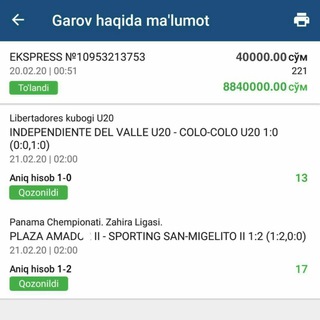 Garov haqida ma'lumot
EKSPRESS №10953213753 40000.00 сўм
20.02.20 | 00:51 221
To'landi 8840000.00 сўм
Libertadores kubogi U20
INDEPENDIENTE DEL VALLE U20 - COLO-COLO U20 1:0
(0:0,1:0)
21.02.20 | 02:00
Aniq hisob 1-0 13
Qozonildi
Panama Chempionati. Zahira Ligasi.
PLAZA AMADO II - SPORTING SAN-MIGELITO II 1:2 (1:2,0:0)
21.02.20 | 02:00
Aniq hisob 1-2 17
Qozonildi